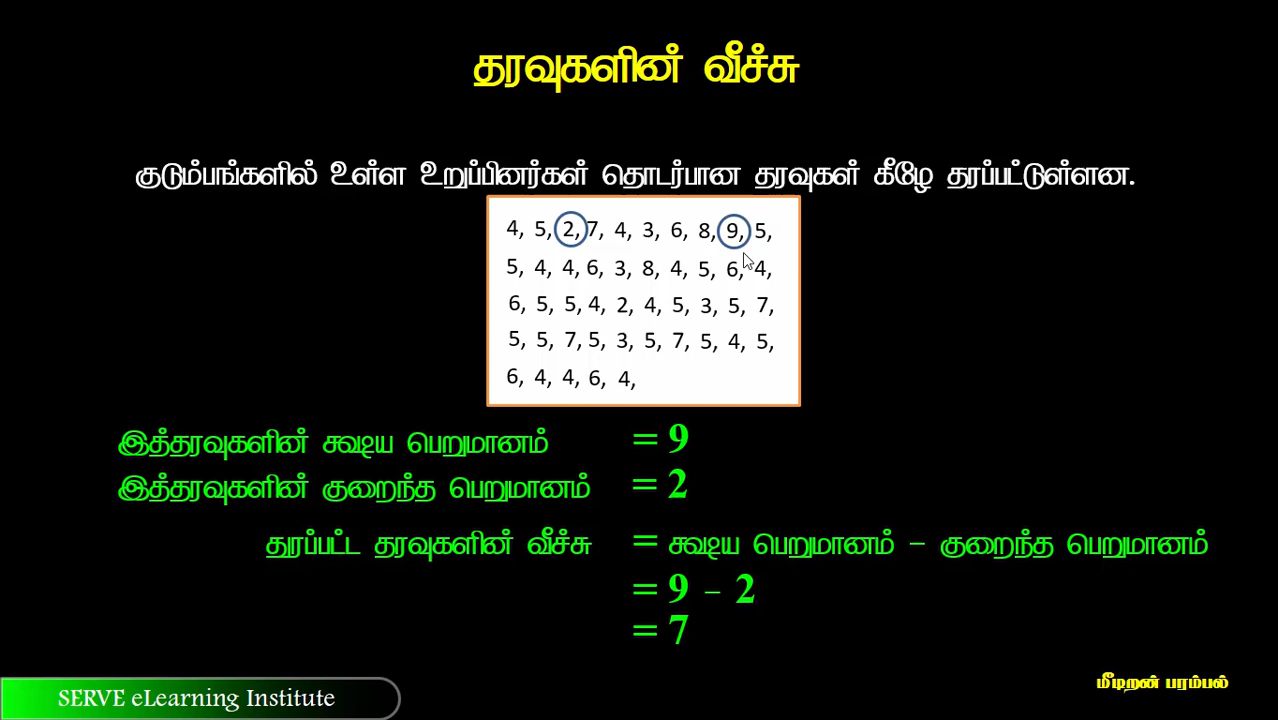 தரவுகளின் வீச்சு
குடும்பங்களில் உள்ள உறுப்பினர்கள் தொடர்பான தரவுகள் கீழே தரப்பட்டுள்ளன.
4, 5, 2, 7, 4, 3, 6, 8, 9, 5,
5, 4, 4, 6, 3, 8, 4, 5, 6, 4,
6, 5, 5, 4, 2, 4, 5, 3, 5, 7,
5, 5, 7, 5, 3, 5, 7, 5, 4, 5,
6, 4, 4, 6, 4,
இத்தரவுகளின் கூடிய பெறுமானம் = 9
இத்தரவுகளின் குறைந்த பெறுமானம் = 2
துரப்பட்ட தரவுகளின் வீச்சு = கூடிய பெறுமானம் - குறைந்த பெறுமானம்
= 9 - 2
= 7
SERVE eLearning Institute
மீடிறன் பரம்பல்